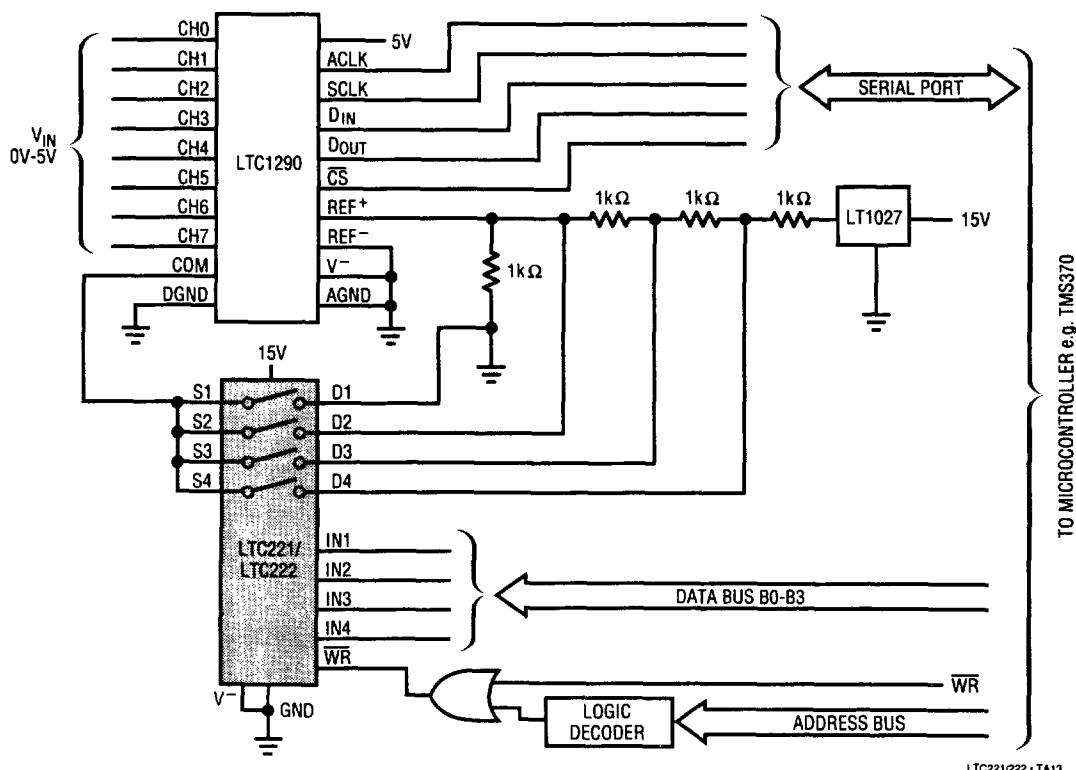 CH0
CH1
CH2
CH3
CH4
CH5
CH6
CH7
COM
DGND
VIN
0V-5V
LTC1290
5V
ACLK
SCLK
DIN
DOUT
CS
REF+
REF−
V−
AGND
SERIAL PORT
1kΩ
1kΩ
1kΩ
1kΩ
LT1027
15V
15V
S1
S2
S3
S4
D1
D2
D3
D4
LTC221/
LTC222
IN1
IN2
IN3
IN4
WR
V−
GND
DATA BUS B0-B3
WR
LOGIC
DECODER
ADDRESS BUS
TO MICROCONTROLLER e.g. TMS370
LTC221/222 • TA13